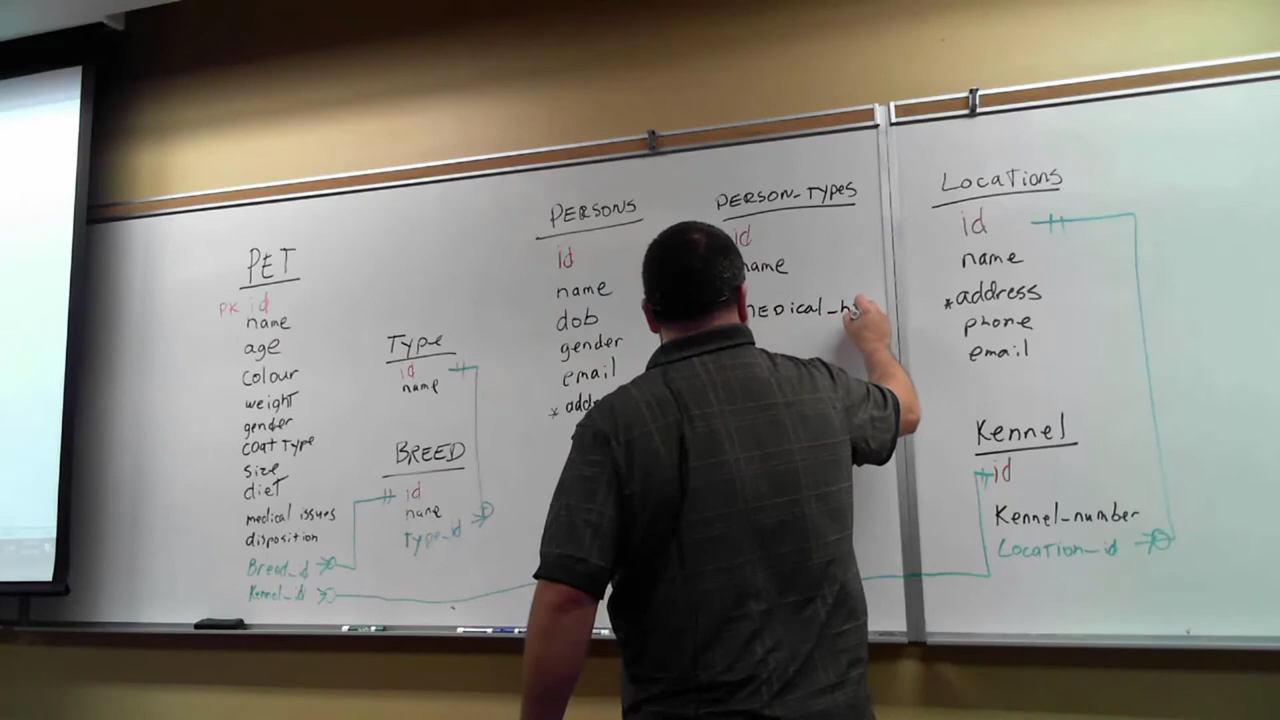 PET
PK id
name
age
colour
weight
gender
coat type
size
diet
medical issues
disposition
Breed_id
Kennel_id
Type
id
name
BREED
id
name
Type_id
PERSONS
id
name
dob
gender
email
PERSON_TYPES
id
name
Locations
id
name
*address
phone
email
Kennel
id
Kennel_number
Location_id